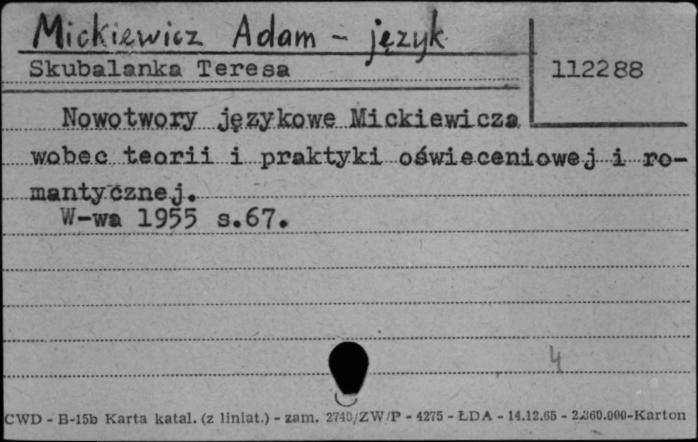 Mickiewicz Adam - język
Skubalanka Teresa
112288
Nowotwory językowe Mickiewicza
wobec teorii i praktyki oświeceniowej i ro-
mantycznej.
W-wa 1955 s.67.
4
CWD - B-15b Karta katal. (z liniat.) - zam. 2740/ZW/P - 4275 - ŁDA - 14.12.65 - 2.360.000-Karton